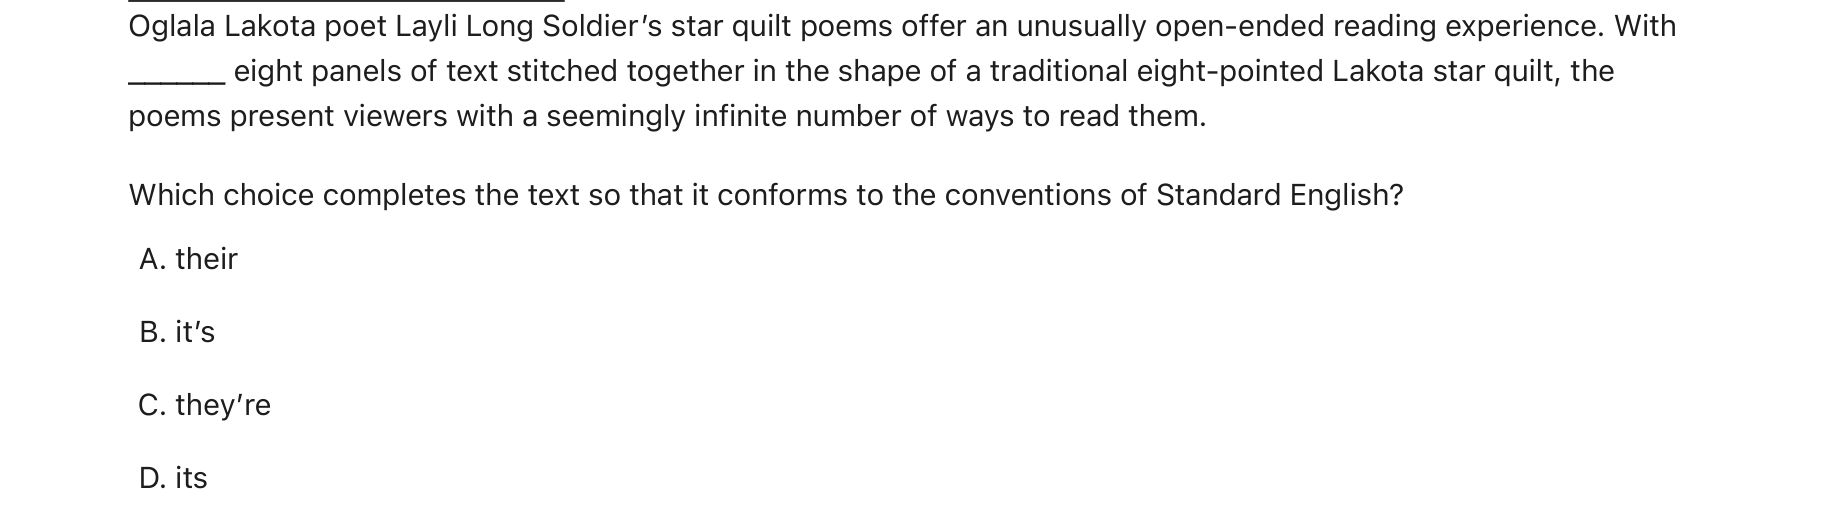 Oglala Lakota poet Layli Long Soldier’s star quilt poems offer an unusually open-ended reading experience. With
______ eight panels of text stitched together in the shape of a traditional eight-pointed Lakota star quilt, the
poems present viewers with a seemingly infinite number of ways to read them.
Which choice completes the text so that it conforms to the conventions of Standard English?
A. their
B. it’s
C. they’re
D. its